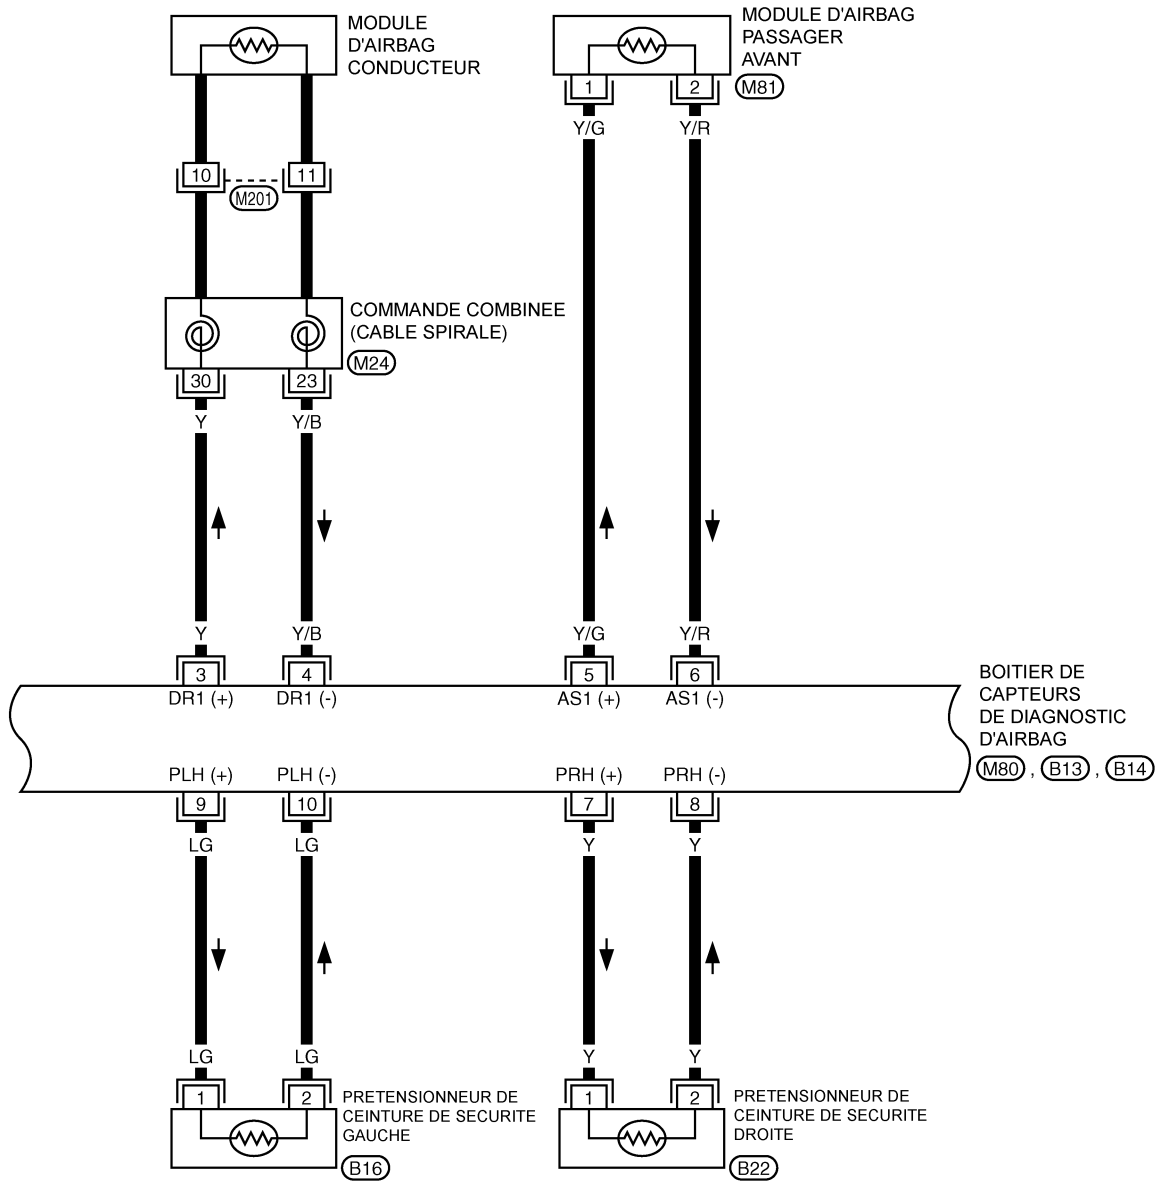 MODULE
D'AIRBAG
CONDUCTEUR
MODULE D'AIRBAG
PASSAGER
AVANT
M81
1
2
Y/G
Y/R
10
11
M201
COMMANDE COMBINEE
(CABLE SPIRALE)
M24
30
23
Y
Y/B
Y
Y/B
Y/G
Y/R
3
4
5
6
DR1 (+)
DR1 (-)
AS1 (+)
AS1 (-)
BOITIER DE
CAPTEURS
DE DIAGNOSTIC
D'AIRBAG
M80 , B13 , B14
PLH (+)
PLH (-)
PRH (+)
PRH (-)
9
10
7
8
LG
LG
Y
Y
LG
LG
Y
Y
1
2
PRETENSIONNEUR DE
CEINTURE DE SECURITE
GAUCHE
B16
1
2
PRETENSIONNEUR DE
CEINTURE DE SECURITE
DROITE
B22